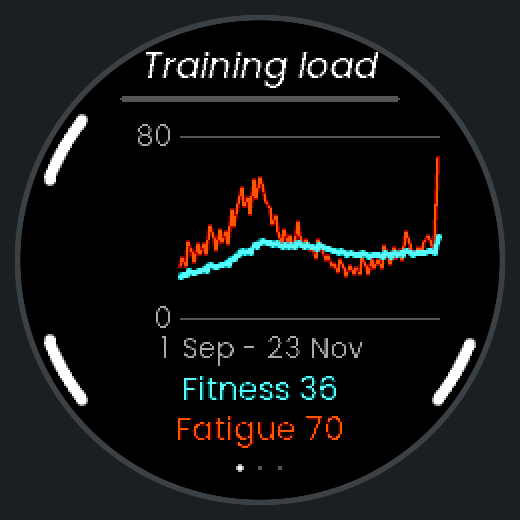 Training load
80
0
1 Sep - 23 Nov
Fitness 36
Fatigue 70